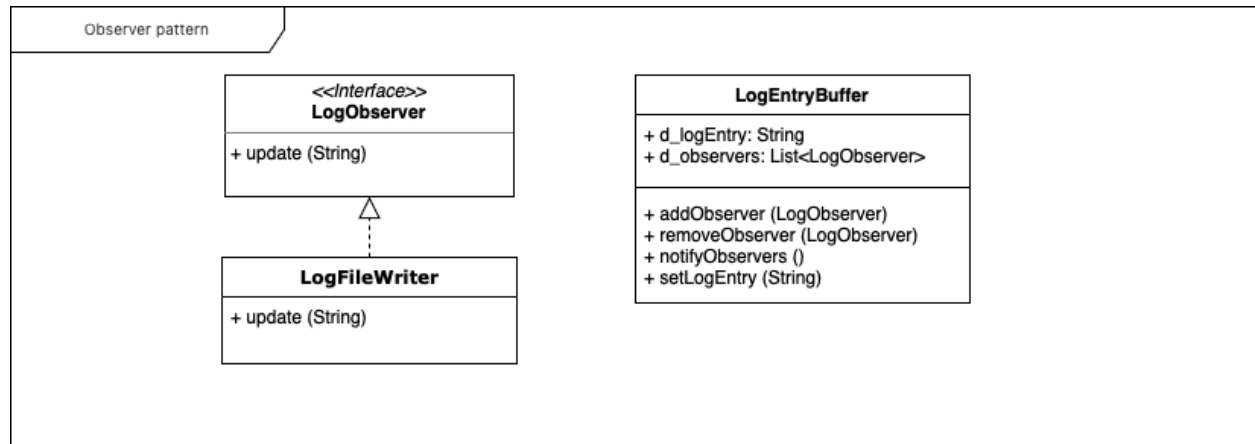 Observer pattern
<<Interface>>
LogObserver
+ update (String)
LogFileWriter
+ update (String)
LogEntryBuffer
+ d_logEntry: String
+ d_observers: List<LogObserver>
+ addObserver (LogObserver)
+ removeObserver (LogObserver)
+ notifyObservers ()
+ setLogEntry (String)